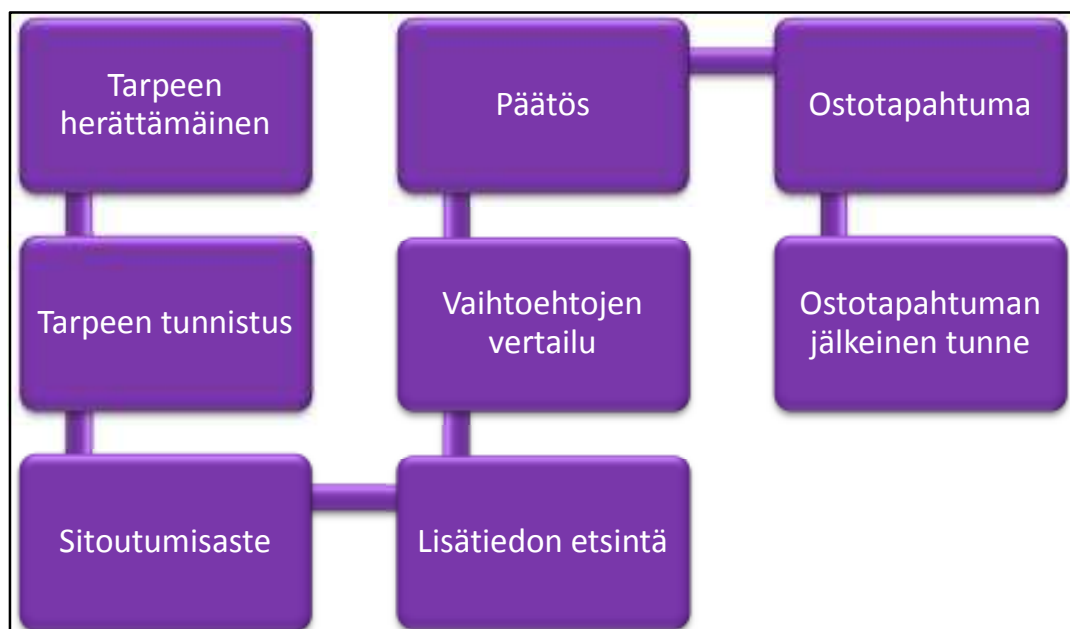 Tarpeen
herättämäinen
Tarpeen tunnistus
Sitoutumisaste
Lisätiedon etsintä
Vaihtoehtojen
vertailu
Päätös
Ostotapahtuma
Ostotapahtuman
jälkeinen tunne